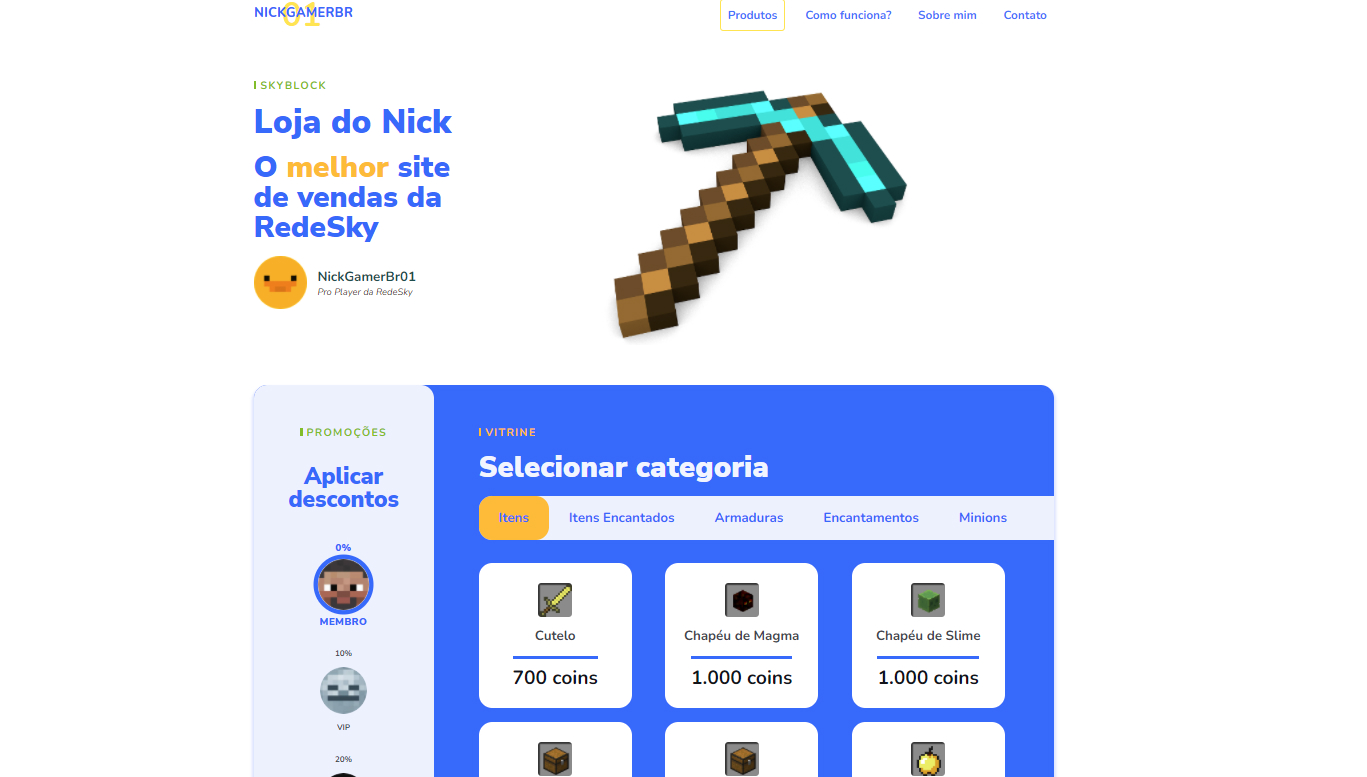 NICKGAMERBR
01
Produtos
Como funciona?
Sobre mim
Contato
SKYBLOCK
Loja do Nick
O melhor site
de vendas da
RedeSky
NickGamerBr01
Pro Player da RedeSky
PROMOÇÕES
Aplicar
descontos
0%
MEMBRO
10%
VIP
20%
VITRINE
Selecionar categoria
Itens
Itens Encantados
Armaduras
Encantamentos
Minions
Cutelo
700 coins
Chapéu de Magma
1.000 coins
Chapéu de Slime
1.000 coins